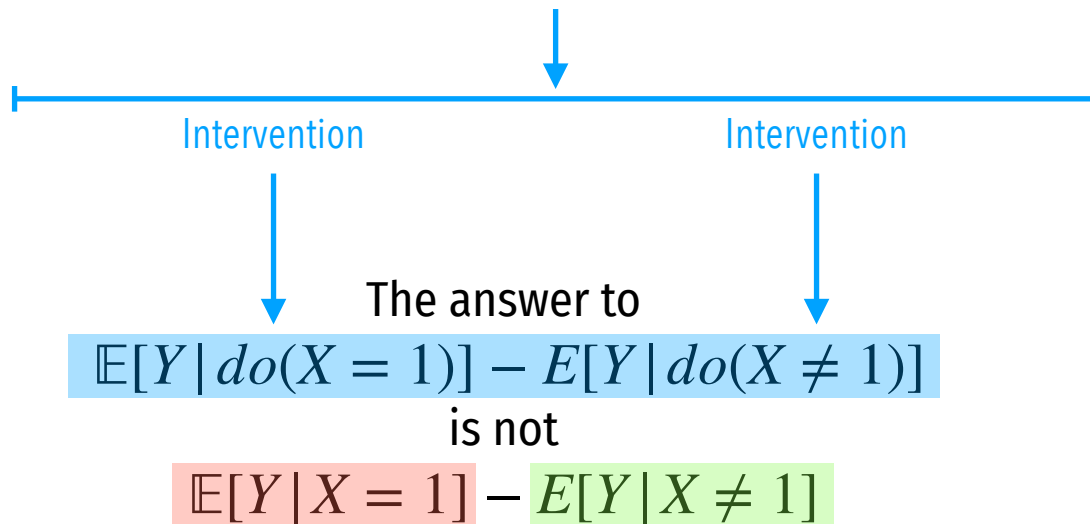 Intervention Intervention
The answer to
𝔼[Y | do(X = 1)] − E[Y | do(X ≠ 1)]
is not
𝔼[Y | X = 1] − E[Y | X ≠ 1]